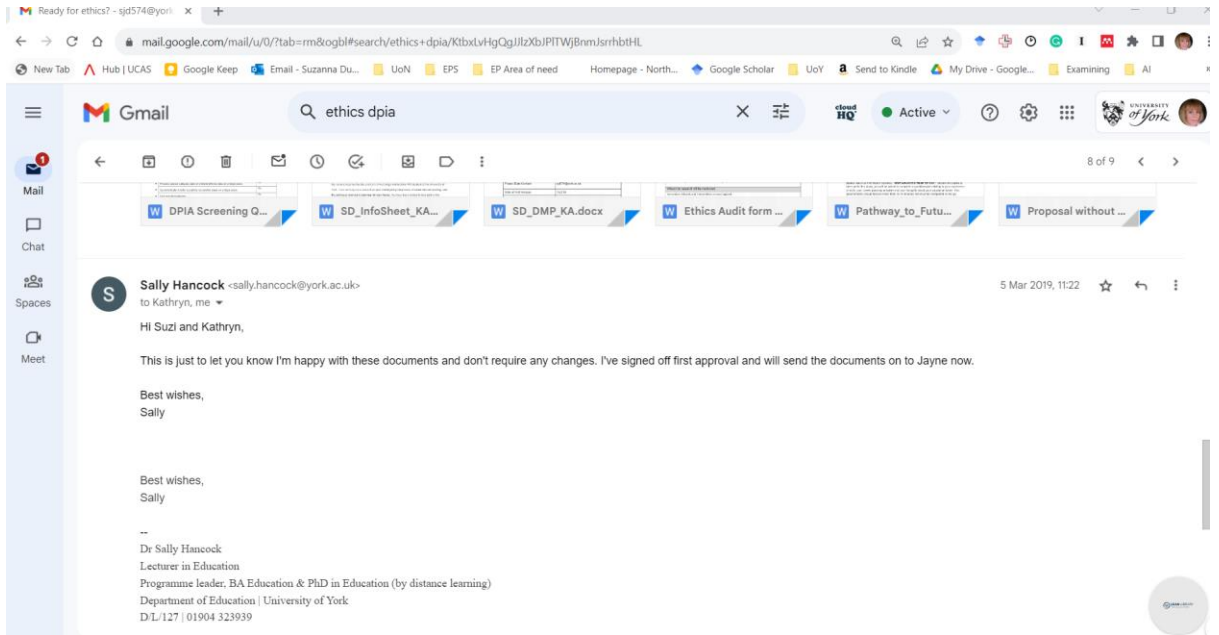 Ready for ethics? - sjd574@york
mail.google.com/mail/u/0/?tab=rm&ogbl#search/ethics+dpia/KtbxLvHgQgJJlzXbJPlTWjBnmJsrrhbtHL
New Tab Hub | UCAS Google Keep Email - Suzanna Du... UoN EPS EP Area of need Homepage - North... Google Scholar UoY Send to Kindle My Drive - Google... Examining AI
Gmail ethics dpia cloud HQ Active UNIVERSITY of York
1
Mail
Chat
Spaces
Meet
8 of 9
DPIA Screening Q... SD_InfoSheet_KA... SD_DMP_KA.docx Ethics Audit form ... Pathway_to_Futu... Proposal without ...
S
Sally Hancock <sally.hancock@york.ac.uk> 5 Mar 2019, 11:22
to Kathryn, me
Hi Suzi and Kathryn,
This is just to let you know I'm happy with these documents and don't require any changes. I've signed off first approval and will send the documents on to Jayne now.
Best wishes,
Sally
Best wishes,
Sally
--
Dr Sally Hancock
Lecturer in Education
Programme leader, BA Education & PhD in Education (by distance learning)
Department of Education | University of York
D/L/127 | 01904 323939